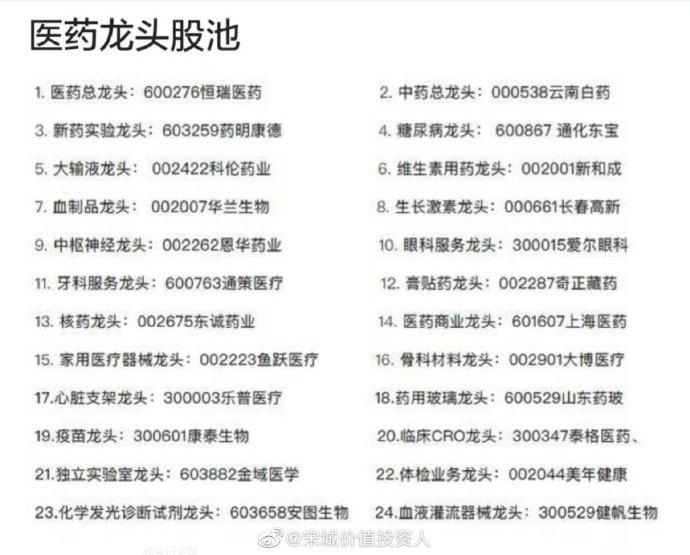 医药龙头股池
1. 医药总龙头：600276恒瑞医药
2. 中药总龙头：000538云南白药
3. 新药实验龙头：603259药明康德
4. 糖尿病龙头： 600867 通化东宝
5. 大输液龙头： 002422科伦药业
6. 维生素用药龙头：002001新和成
7. 血制品龙头： 002007华兰生物
8. 生长激素龙头：000661长春高新
9. 中枢神经龙头：002262恩华药业
10. 眼科服务龙头：300015爱尔眼科
11. 牙科服务龙头：600763通策医疗
12. 膏贴药龙头：002287奇正藏药
13. 核药龙头：002675东诚药业
14. 医药商业龙头：601607上海医药
15. 家用医疗器械龙头：002223鱼跃医疗
16. 骨科材料龙头：002901大博医疗
17.心脏支架龙头：300003乐普医疗
18.药用玻璃龙头：600529山东药玻
19.疫苗龙头：300601康泰生物
20.临床CRO龙头：300347泰格医药、
21.独立实验室龙头：603882金域医学
22.体检业务龙头：002044美年健康
23.化学发光诊断试剂龙头：603658安图生物
24.血液灌流器械龙头：300529健帆生物
@宋城价值投资人